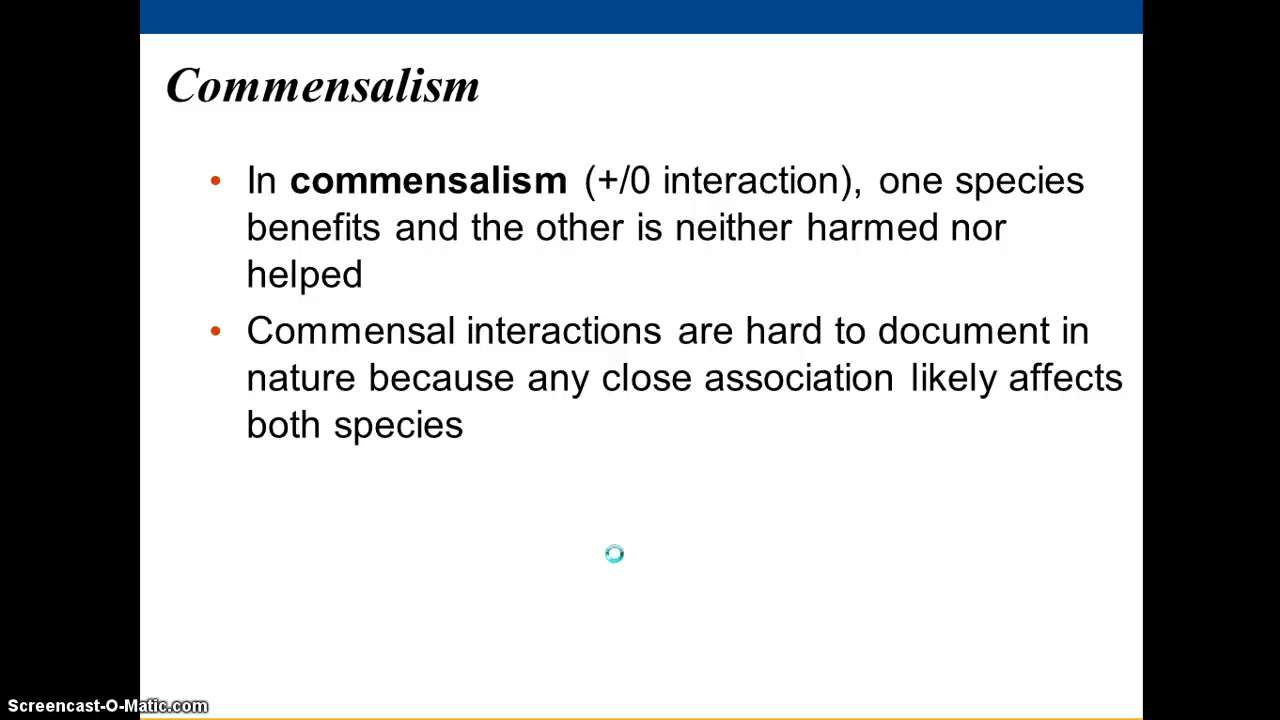 Commensalism
• In commensalism (+/0 interaction), one species
benefits and the other is neither harmed nor
helped
• Commensal interactions are hard to document in
nature because any close association likely affects
both species
Screencast-O-Matic.com